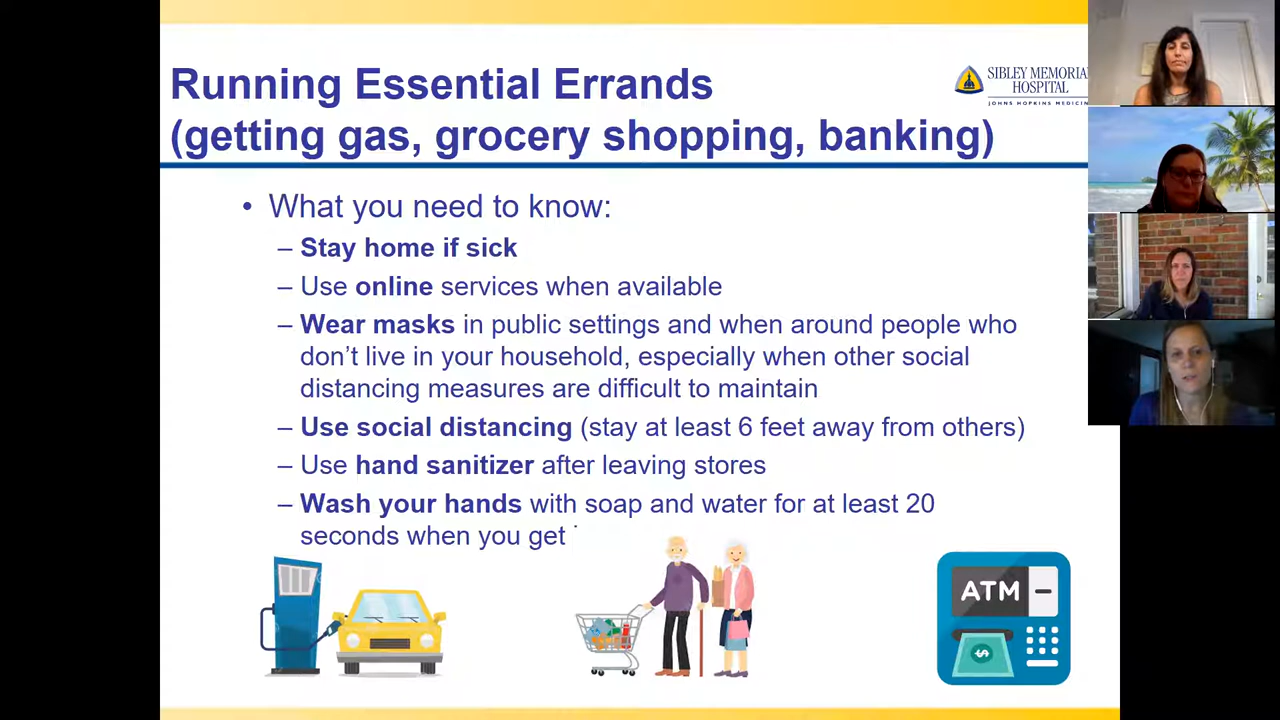 Running Essential Errands
(getting gas, grocery shopping, banking)
SIBLEY MEMORIA
HOSPITAL
JOHNS HOPKINS MEDICIN
• What you need to know:
– Stay home if sick
– Use online services when available
– Wear masks in public settings and when around people who
don’t live in your household, especially when other social
distancing measures are difficult to maintain
– Use social distancing (stay at least 6 feet away from others)
– Use hand sanitizer after leaving stores
– Wash your hands with soap and water for at least 20
seconds when you get
ATM
$